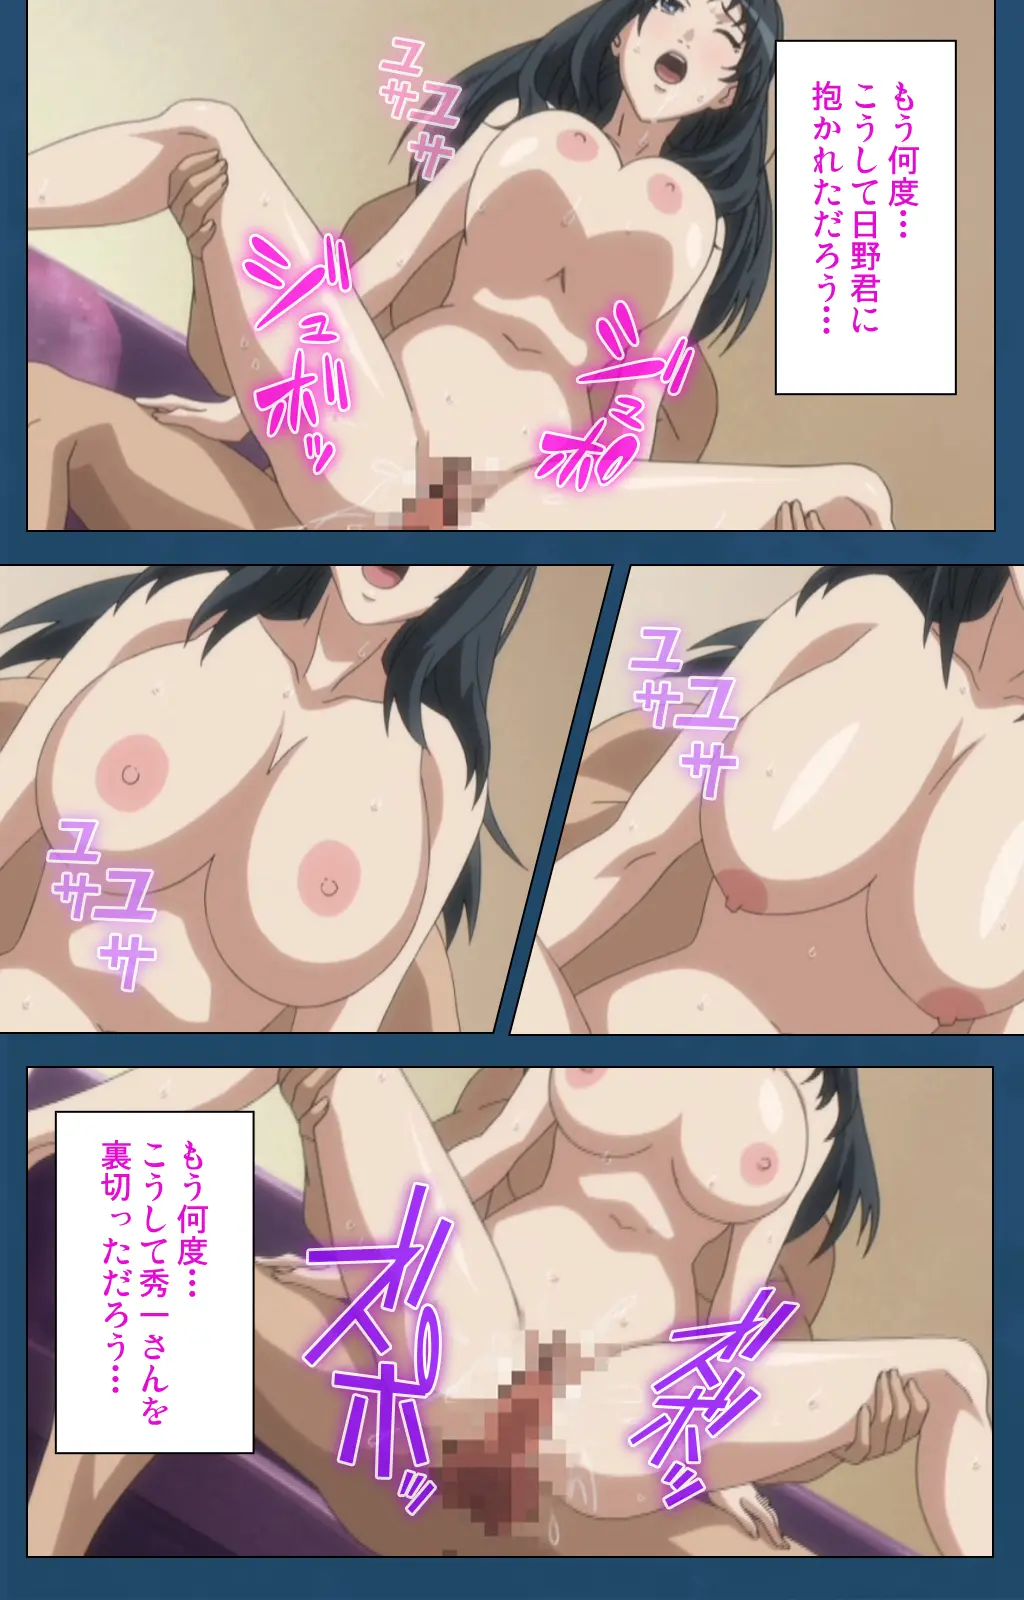 もう何度…
こうして日野君に
抱かれただろう…
ユサ
ユサ
ジュボッ
ジュポッ
ユサ
ユサ
ユサ
ユサ
もう何度…
こうして秀一さんを
裏切っただろう…
ズポッ
ズボッ